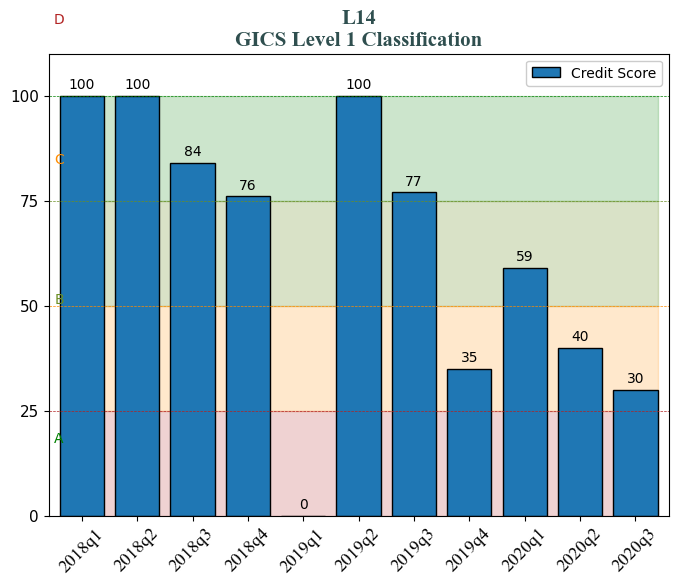 D
L14
GICS Level 1 Classification
Credit Score
100
75
50
25
0
C
B
A
100
100
84
76
0
100
77
35
59
40
30
2018q1
2018q2
2018q3
2018q4
2019q1
2019q2
2019q3
2019q4
2020q1
2020q2
2020q3